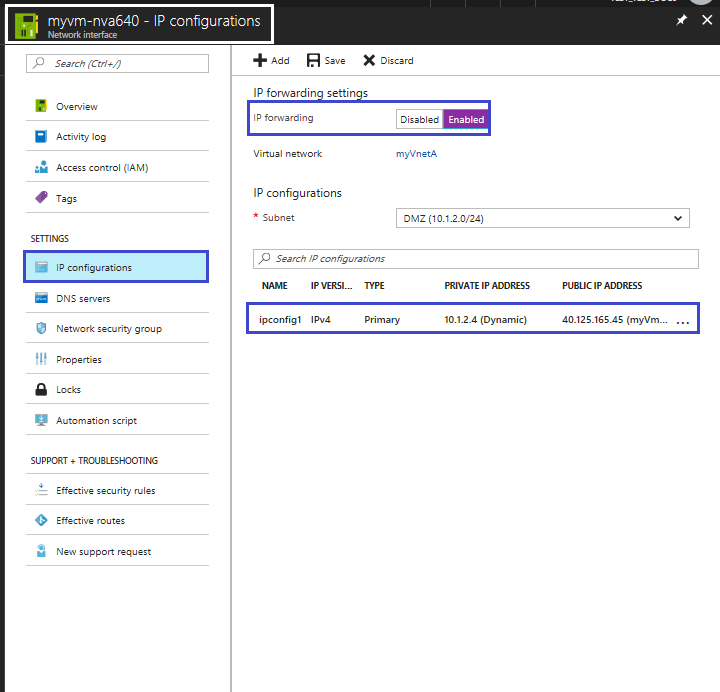 myvm-nva640 - IP configurations
Network interface
Search (Ctrl+/)
Overview
Activity log
Access control (IAM)
Tags
SETTINGS
IP configurations
DNS servers
Network security group
Properties
Locks
Automation script
SUPPORT + TROUBLESHOOTING
Effective security rules
Effective routes
New support request
Add Save Discard
IP forwarding settings
IP forwarding Disabled Enabled
Virtual network myVnetA
IP configurations
* Subnet DMZ (10.1.2.0/24)
Search IP configurations
NAME IP VERSI... TYPE PRIVATE IP ADDRESS PUBLIC IP ADDRESS
ipconfig1 IPv4 Primary 10.1.2.4 (Dynamic) 40.125.165.45 (myVm... ...